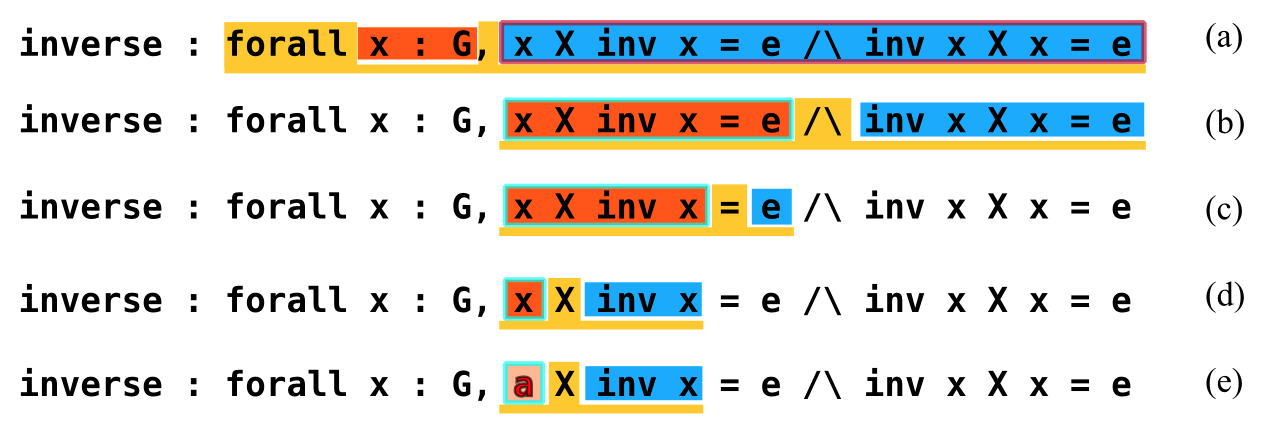 inverse : forall x : G, x X inv x = e /\ inv x X x = e (a)
inverse : forall x : G, x X inv x = e /\ inv x X x = e (b)
inverse : forall x : G, x X inv x = e /\ inv x X x = e (c)
inverse : forall x : G, x X inv x = e /\ inv x X x = e (d)
inverse : forall x : G, a X inv x = e /\ inv x X x = e (e)